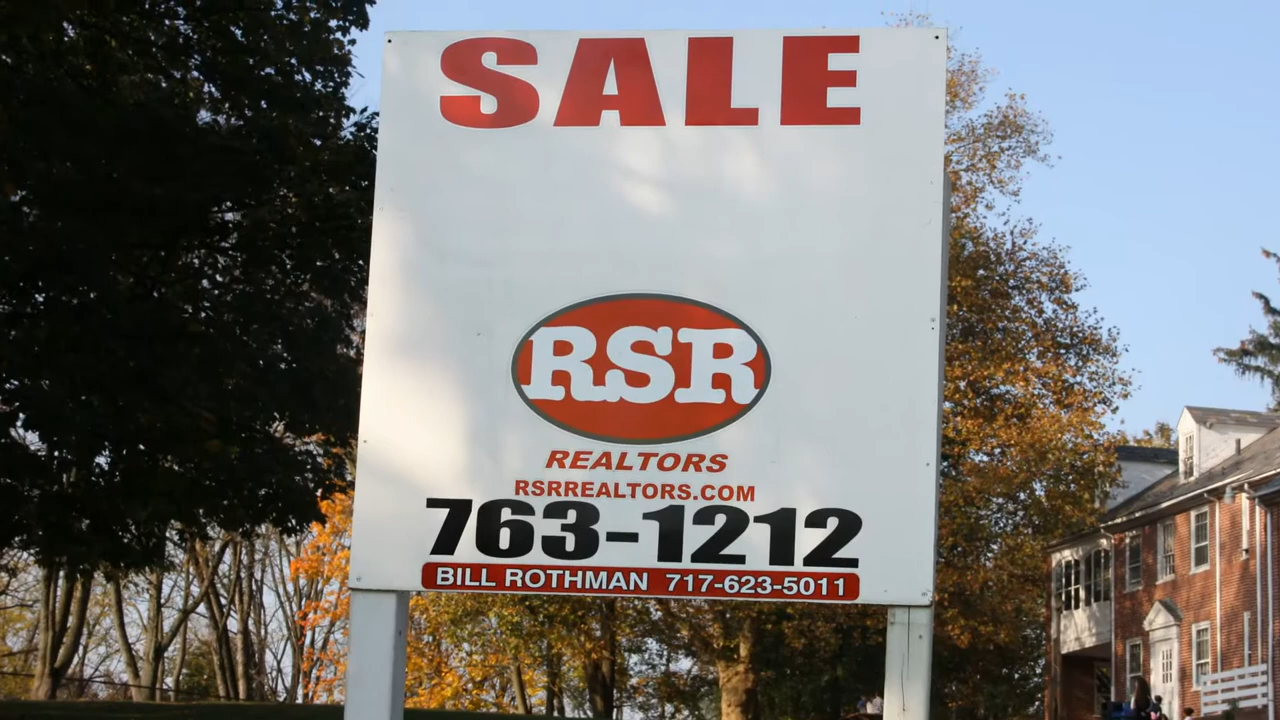 SALE
RSR
REALTORS
RSRREALTORS.COM
763-1212
BILL ROTHMAN 717-623-5011